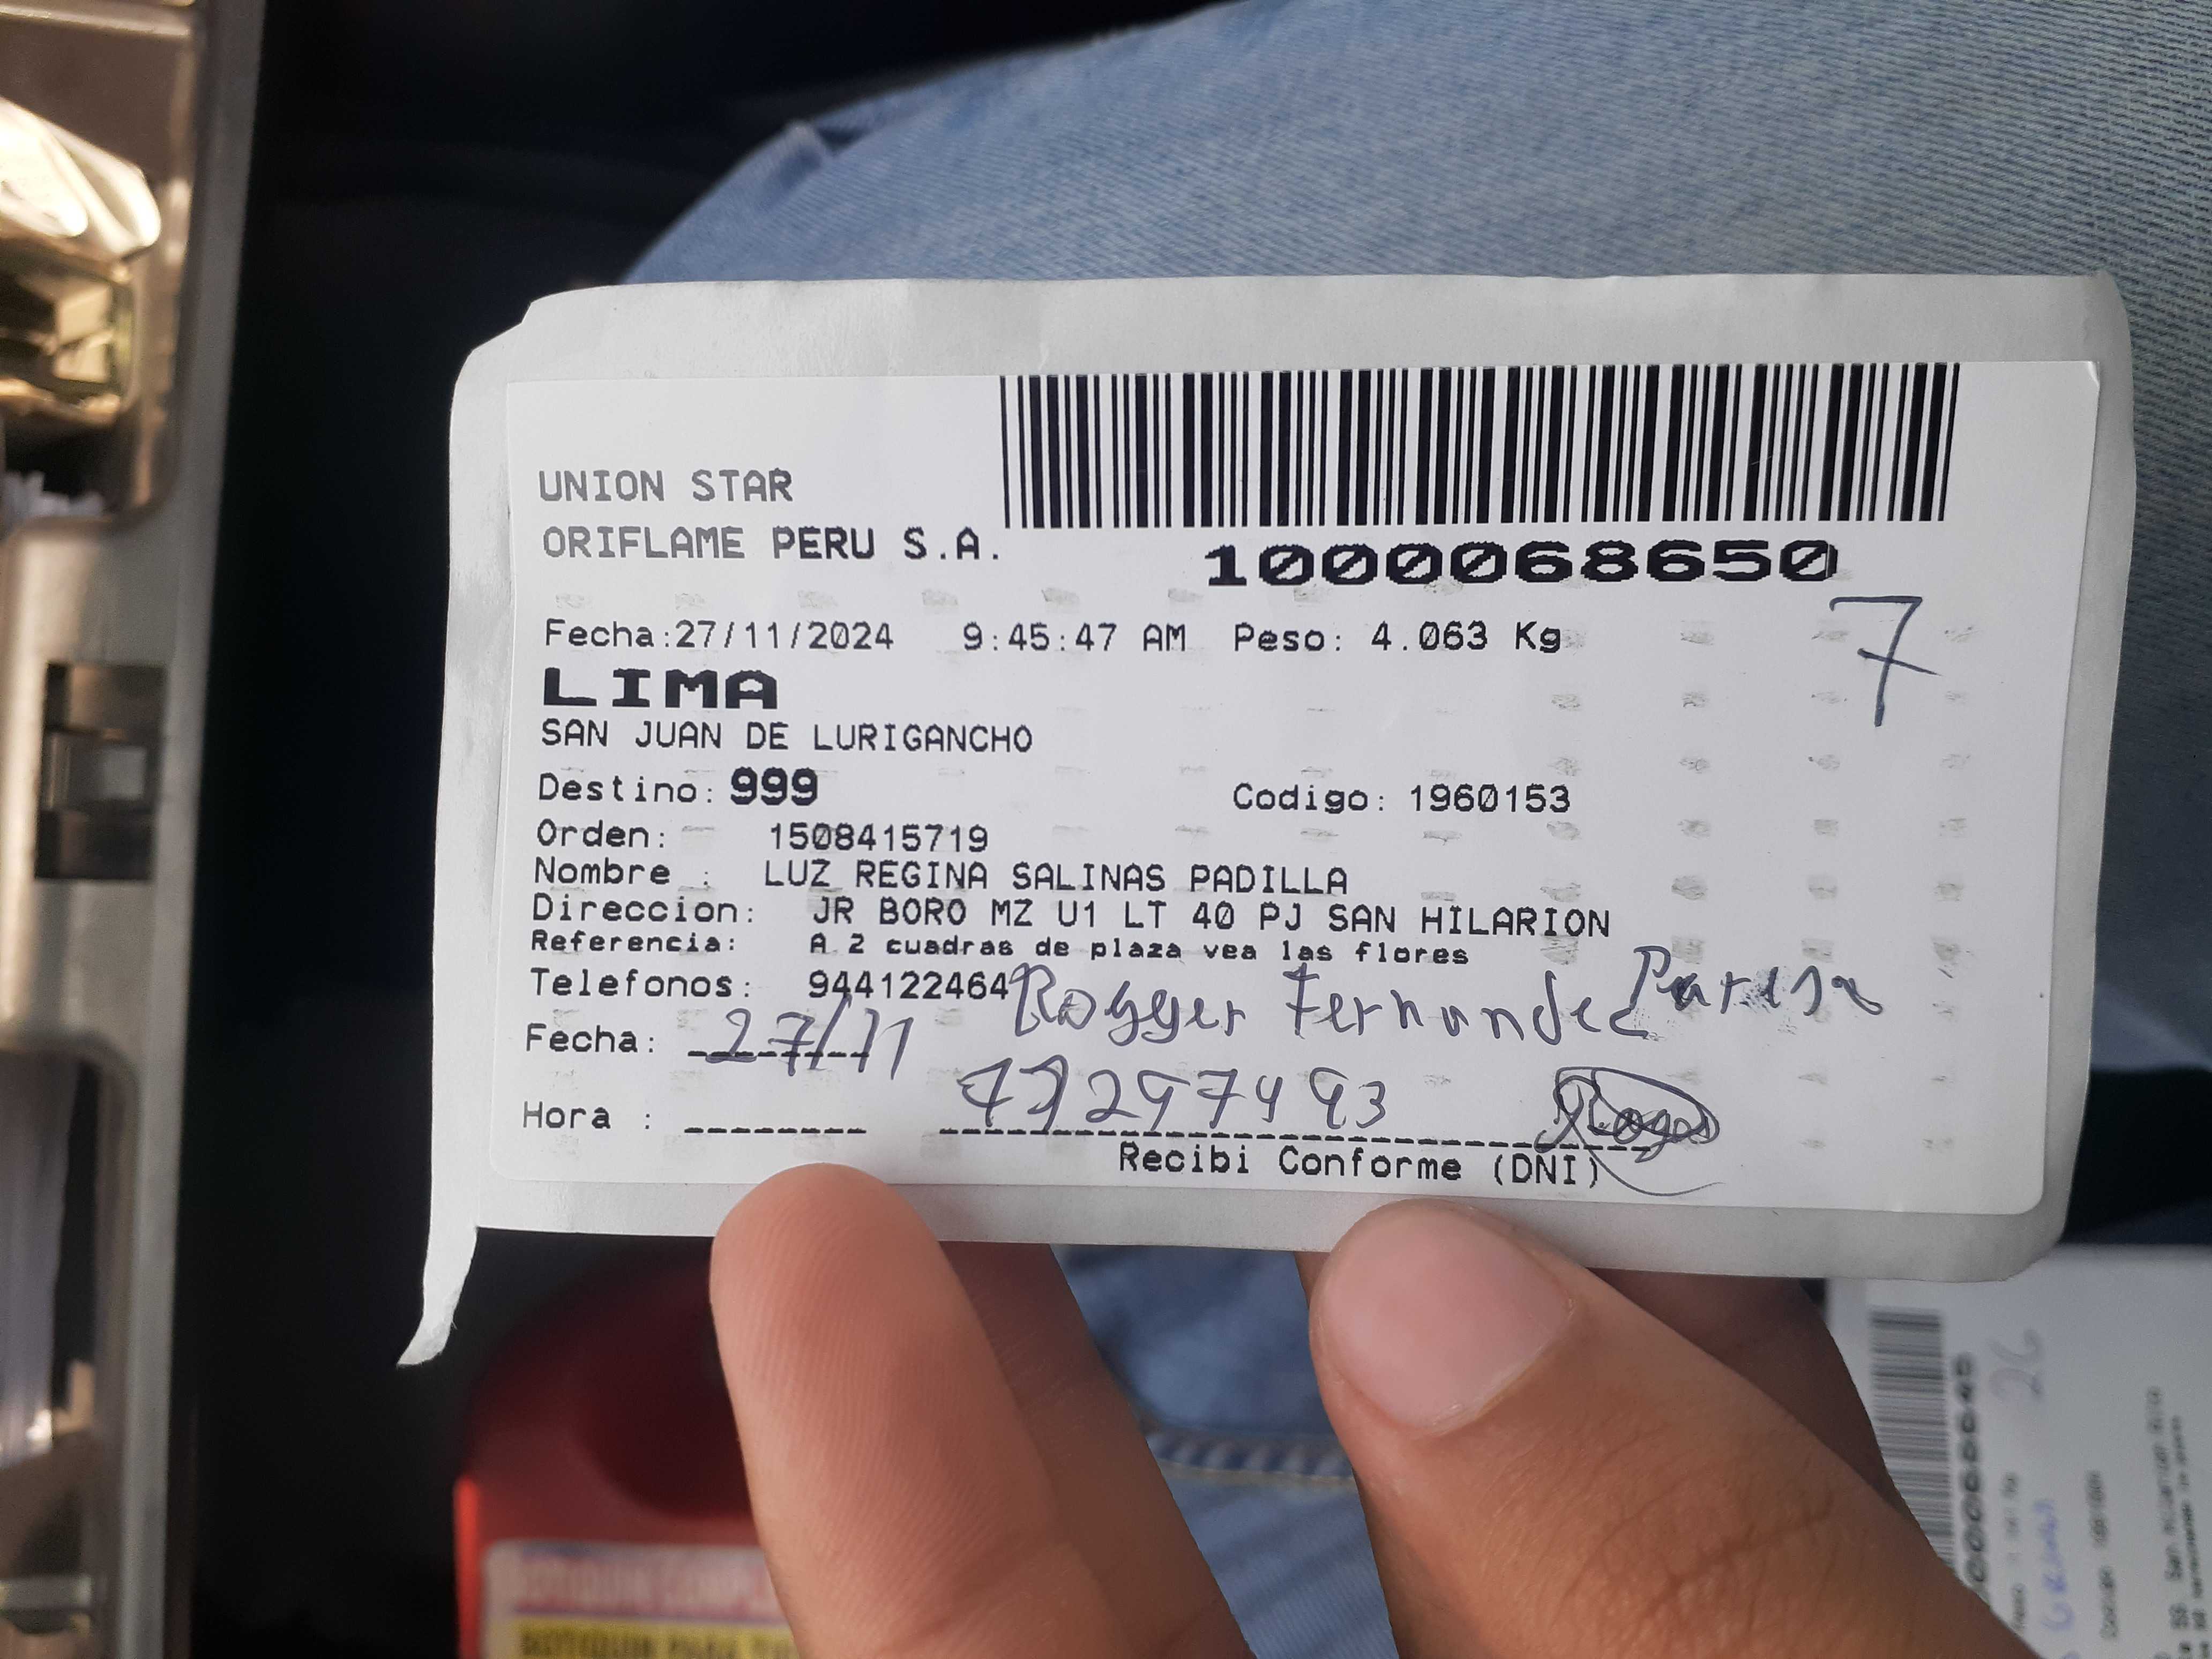 UNION STAR
ORIFLAME PERU S.A.
1000068650
7
Fecha:27/11/2024 9:45:47 AM Peso: 4.063 Kg
LIMA
SAN JUAN DE LURIGANCHO
Destino: 999 Codigo: 1960153
Orden: 1508415719
Nombre : LUZ REGINA SALINAS PADILLA
Direccion: JR BORO MZ U1 LT 40 PJ SAN HILARION
Referencia: A 2 cuadras de plaza vea las flores
Telefonos: 944122464 Rogger Fernandez
Fecha: 27/11
Hora :
Recibi Conforme (DNI)
26